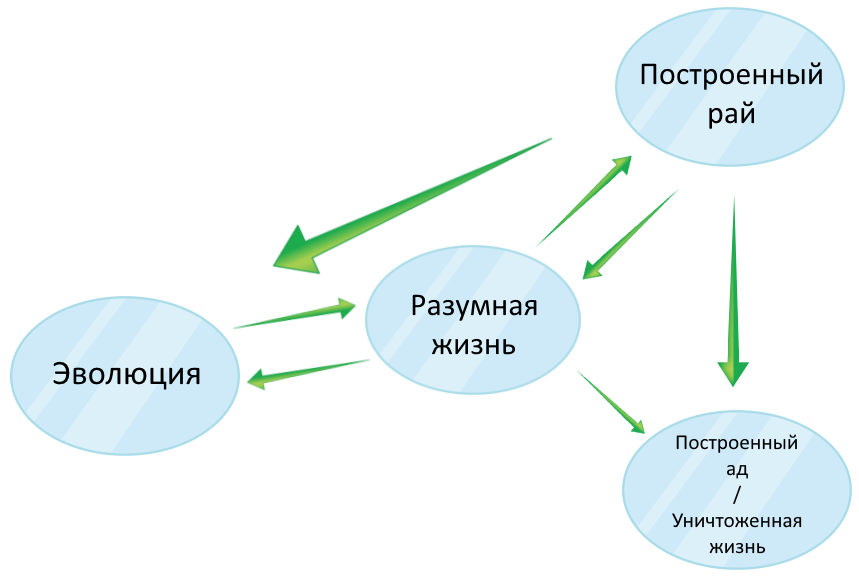 Построенный
рай
Разумная
жизнь
Эволюция
Построенный
ад
/
Уничтоженная
жизнь